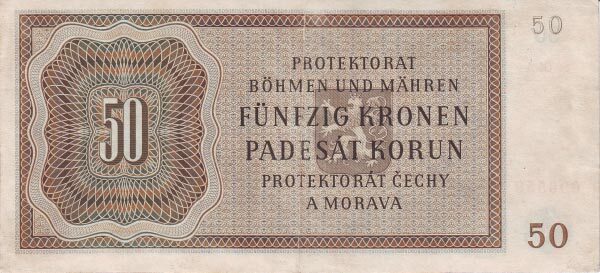 50
PROTEKTORAT
BÖHMEN UND MÄHREN
FÜNFZIG KRONEN
50
PADESÁT KORUN
PROTEKTORÁT ČECHY
A MORAVA
50